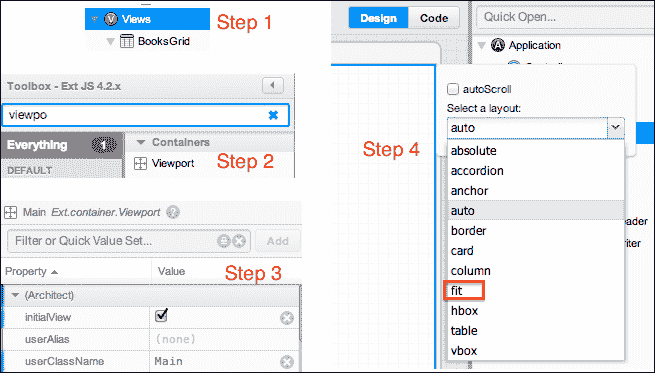 Views
Step 1
BooksGrid
Toolbox - Ext JS 4.2.x
viewpo
Everything 1
DEFAULT
Containers
Viewport
Step 2
Main Ext.container.Viewport ?
Filter or Quick Value Set...
Add
Property
Value
Step 3
(Architect)
initialView
userAlias (none)
userClassName Main
Design
Code
Quick Open...
Application
autoScroll
Select a layout:
auto
Step 4
absolute
accordion
anchor
auto
border
card
column
fit
hbox
table
vbox